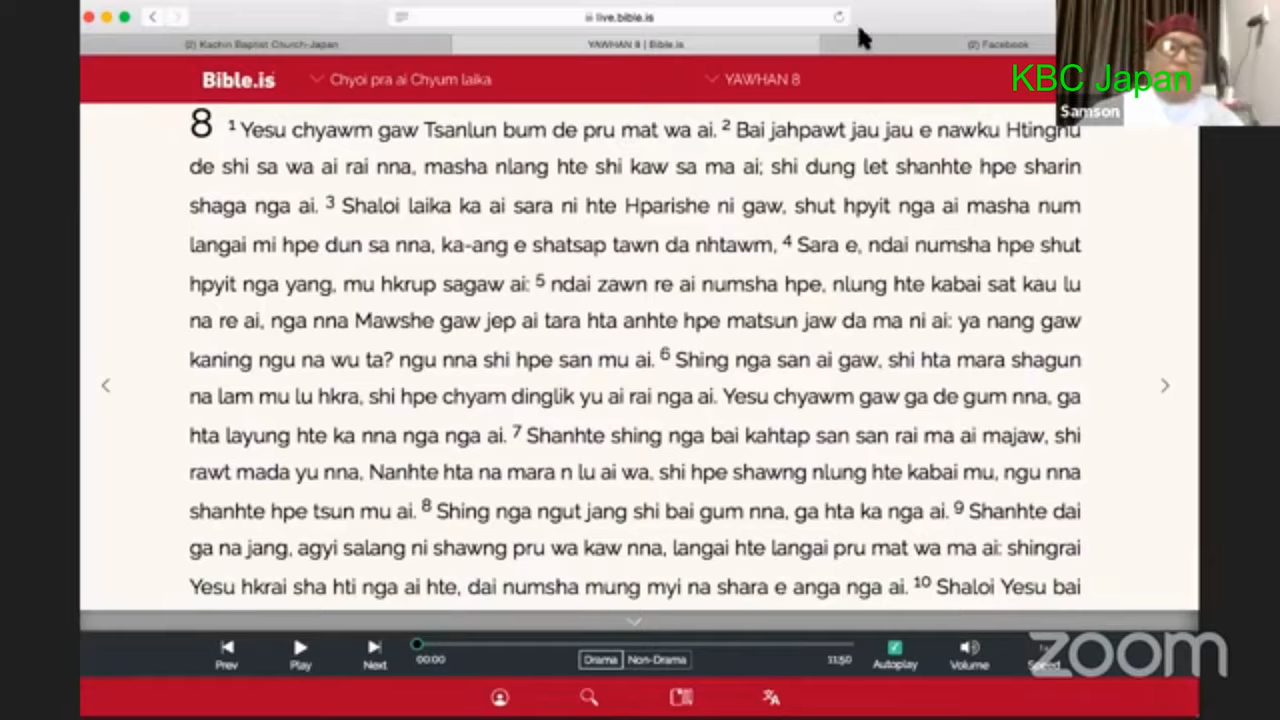 live.bible.is
(2) Kachin Baptist Church-Japan
YAWHAN 8 | Bible.is
(2) Facebook
KBC Japan
Samson
Bible.is
Chyoi pra ai Chyum laika
YAWHAN 8
8 1 Yesu chyawm gaw Tsanlun bum de pru mat wa ai. 2 Bai jahpawt jau jau e nawku Htingnu
de shi sa wa ai rai nna, masha nlang hte shi kaw sa ma ai; shi dung let shanhte hpe sharin
shaga nga ai. 3 Shaloi laika ka ai sara ni hte Hparishe ni gaw, shut hpyit nga ai masha num
langai mi hpe dun sa nna, ka-ang e shatsap tawn da nhtawm, 4 Sara e, ndai numsha hpe shut
hpyit nga yang, mu hkrup sagaw ai: 5 ndai zawn re ai numsha hpe, nlung hte kabai sat kau lu
na re ai, nga nna Mawshe gaw jep ai tara hta anhte hpe matsun jaw da ma ni ai: ya nang gaw
kaning ngu na wu ta? ngu nna shi hpe san mu ai. 6 Shing nga san ai gaw, shi hta mara shagun
na lam mu lu hkra, shi hpe chyam dinglik yu ai rai nga ai. Yesu chyawm gaw ga de gum nna, ga
hta layung hte ka nna nga nga ai. 7 Shanhte shing nga bai kahtap san san rai ma ai majaw, shi
rawt mada yu nna, Nanhte hta na mara n lu ai wa, shi hpe shawng nlung hte kabai mu, ngu nna
shanhte hpe tsun mu ai. 8 Shing nga ngut jang shi bai gum nna, ga hta ka nga ai. 9 Shanhte dai
ga na jang, agyi salang ni shawng pru wa kaw nna, langai hte langai pru mat wa ma ai: shingrai
Yesu hkrai sha hti nga ai hte, dai numsha mung myi na shara e anga nga ai. 10 Shaloi Yesu bai
Prev
Play
Next
00:00
Drama
Non-Drama
11:50
Autoplay
Volume
Speed
zoom